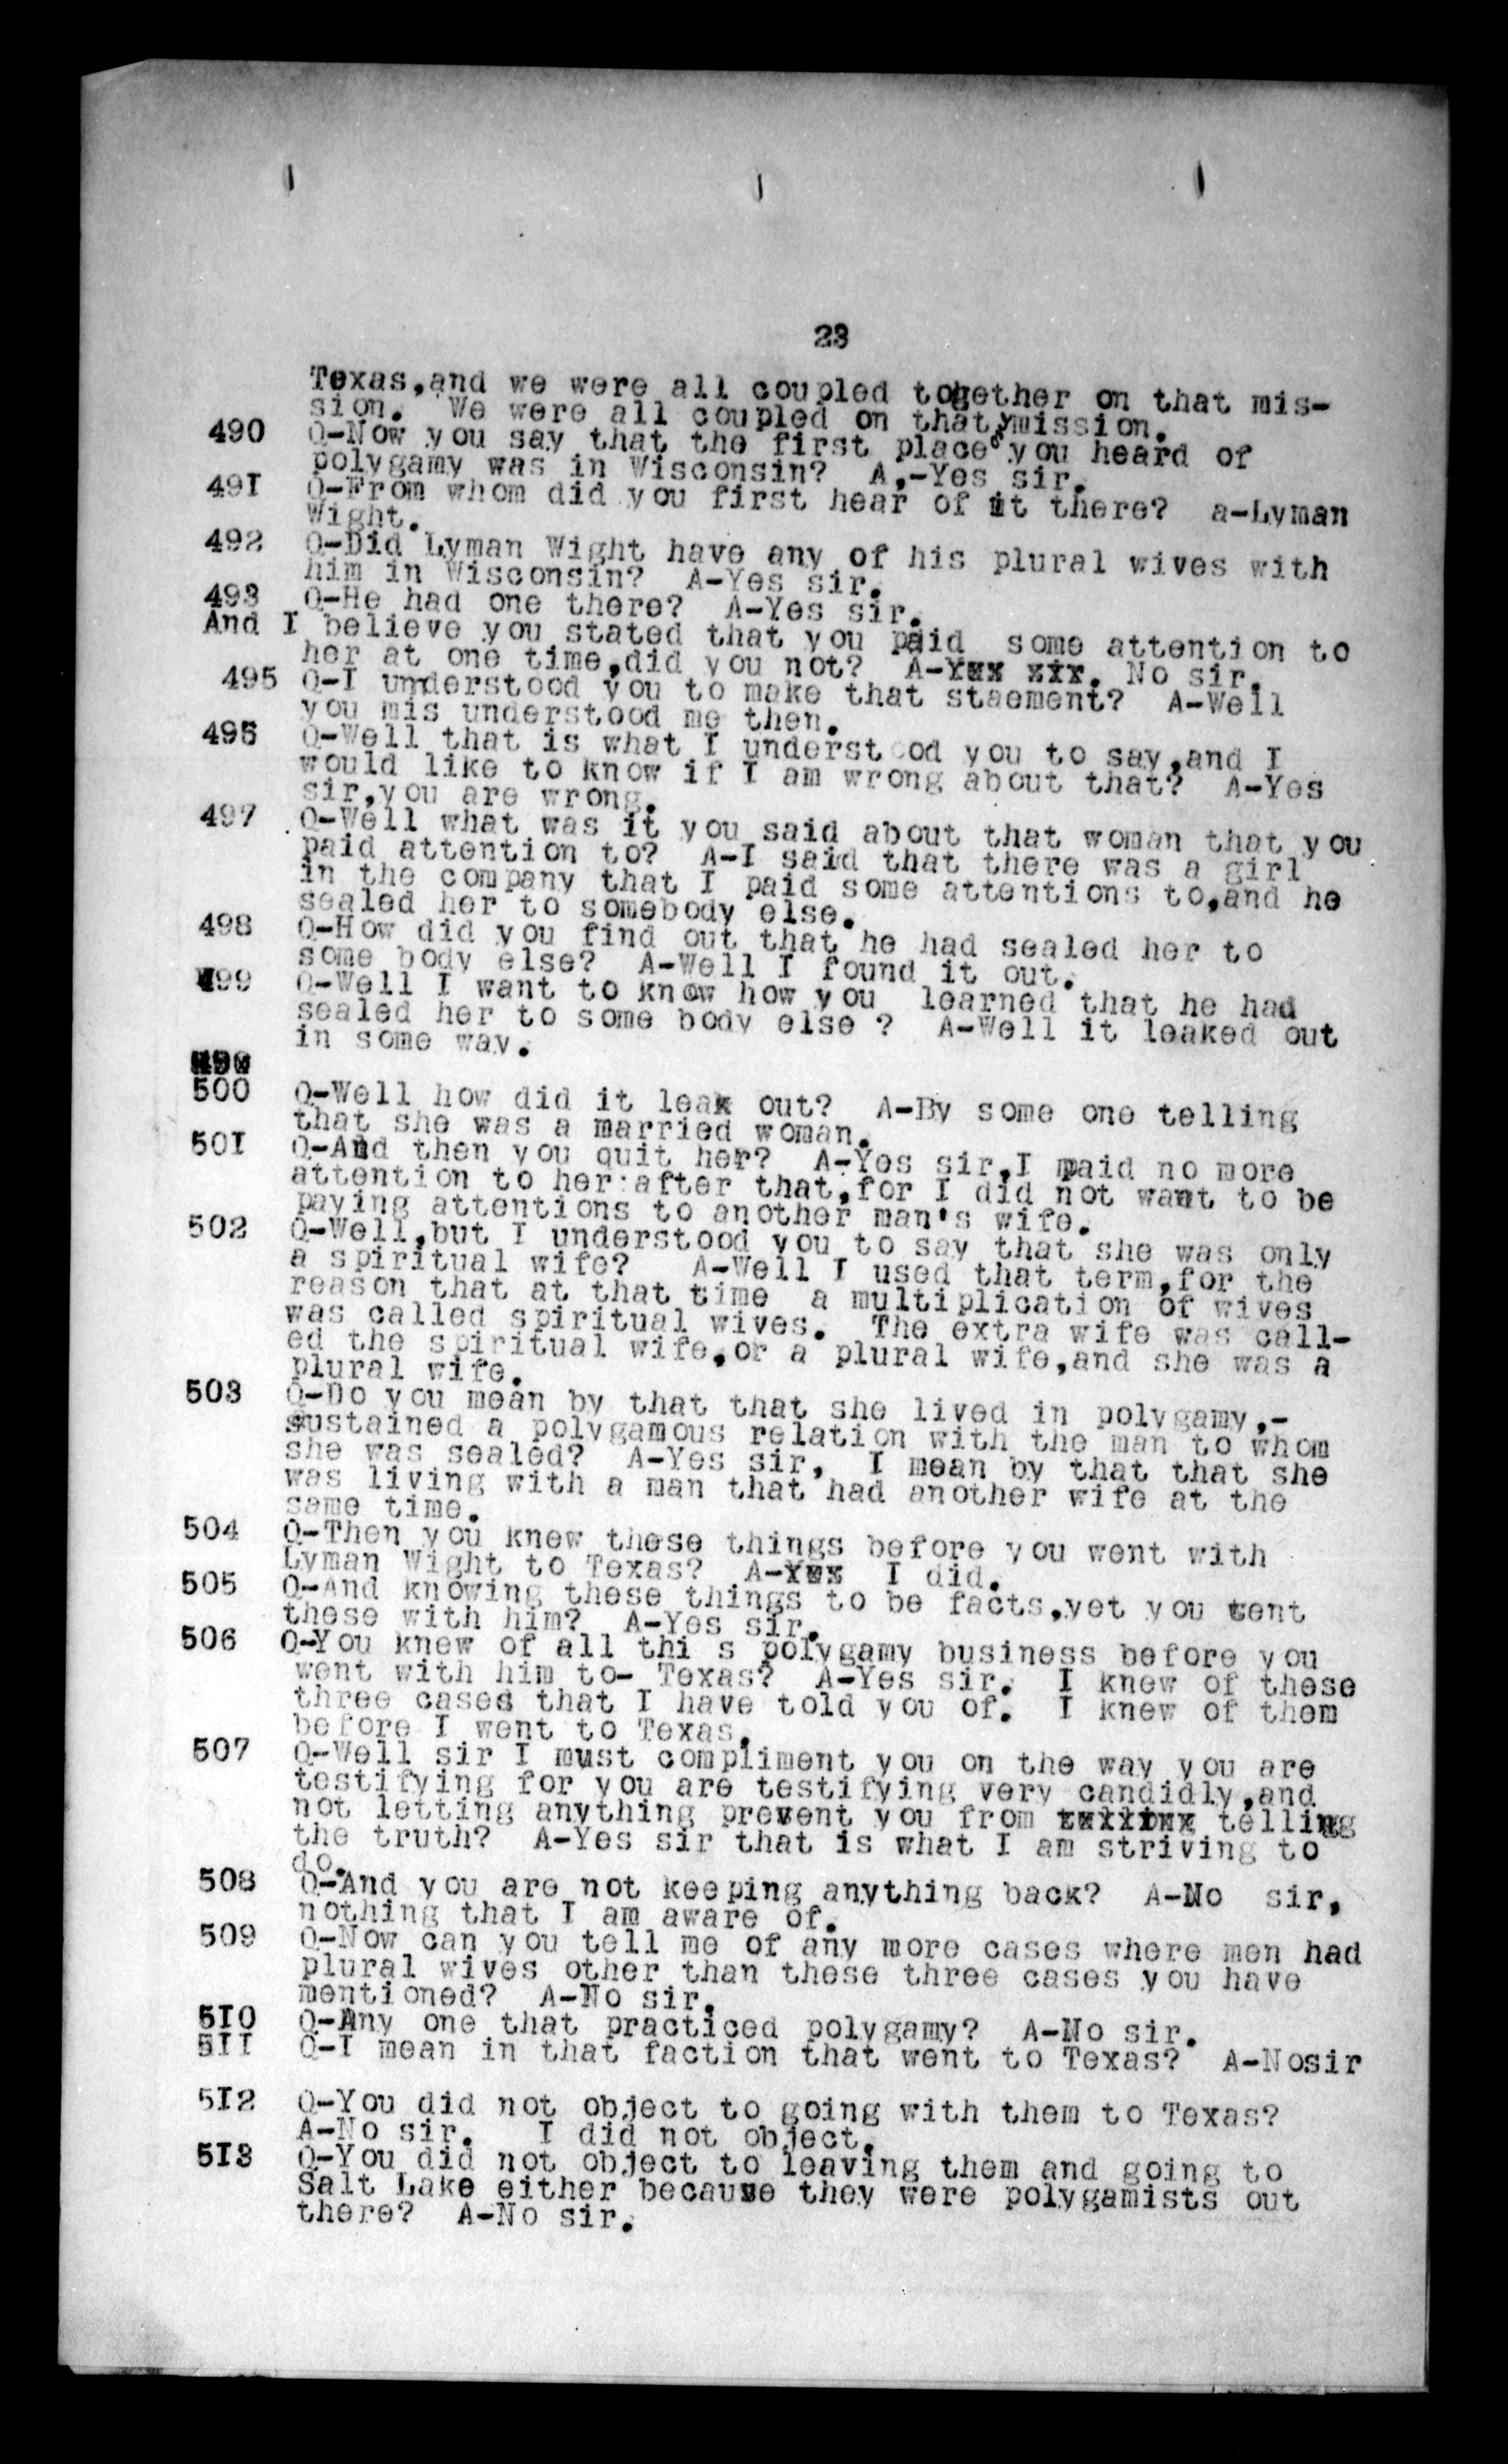 23
Texas,and we were all coupled together on that mis-
sion. We were all coupled on that mission.
490 Q-Now you say that the first place you heard of
polygamy was in Wisconsin? A,-Yes sir.
491 Q-From whom did you first hear of it there? a-Lyman
Wight.
492 Q-Did Lyman Wight have any of his plural wives with
him in Wisconsin? A-Yes sir.
493 Q-He had one there? A-Yes sir.
And I believe you stated that you paid some attention to
her at one time,did you not? A-Yxx xix. No sir.
495 Q-I understood you to make that staement? A-Well
you mis understood me then.
495 Q-Well that is what I understood you to say,and I
would like to know if I am wrong about that? A-Yes
sir,you are wrong.
497 Q-Well what was it you said about that woman that you
paid attention to? A-I said that there was a girl
in the company that I paid some attentions to,and he
sealed her to somebody else.
498 Q-How did you find out that he had sealed her to
some body else? A-Well I found it out.
499 Q-Well I want to know how you learned that he had
sealed her to some body else ? A-Well it leaked out
in some way.
500 Q-Well how did it leak out? A-By some one telling
that she was a married woman.
501 Q-And then you quit her? A-Yes sir,I paid no more
attention to her after that,for I did not want to be
paying attentions to another man's wife.
502 Q-Well,but I understood you to say that she was only
a spiritual wife? A-Well I used that term,for the
reason that at that time a multiplication of wives
was called spiritual wives. The extra wife was call-
ed the spiritual wife,or a plural wife,and she was a
plural wife.
503 Q-Do you mean by that that she lived in polygamy,-
sustained a polygamous relation with the man to whom
she was sealed? A-Yes sir, I mean by that that she
was living with a man that had another wife at the
same time.
504 Q-Then you knew these things before you went with
Lyman Wight to Texas? A-Yxx I did.
505 Q-And knowing these things to be facts,yet you tent
these with him? A-Yes sir.
506 Q-You knew of all thi s polygamy business before you
went with him to- Texas? A-Yes sir. I knew of these
three cases that I have told you of. I knew of them
before I went to Texas.
507 Q-Well sir I must compliment you on the way you are
testifying for you are testifying very candidly,and
not letting anything prevent you from telling
the truth? A-Yes sir that is what I am striving to
do.
508 Q-And you are not keeping anything back? A-No sir,
nothing that I am aware of.
509 Q-Now can you tell me of any more cases where men had
plural wives other than these three cases you have
mentioned? A-No sir.
510 Q-Any one that practiced polygamy? A-No sir.
511 Q-I mean in that faction that went to Texas? A-Nosir
512 Q-You did not object to going with them to Texas?
A-No sir. I did not object.
513 Q-You did not object to leaving them and going to
Salt Lake either because they were polygamists out
there? A-No sir.